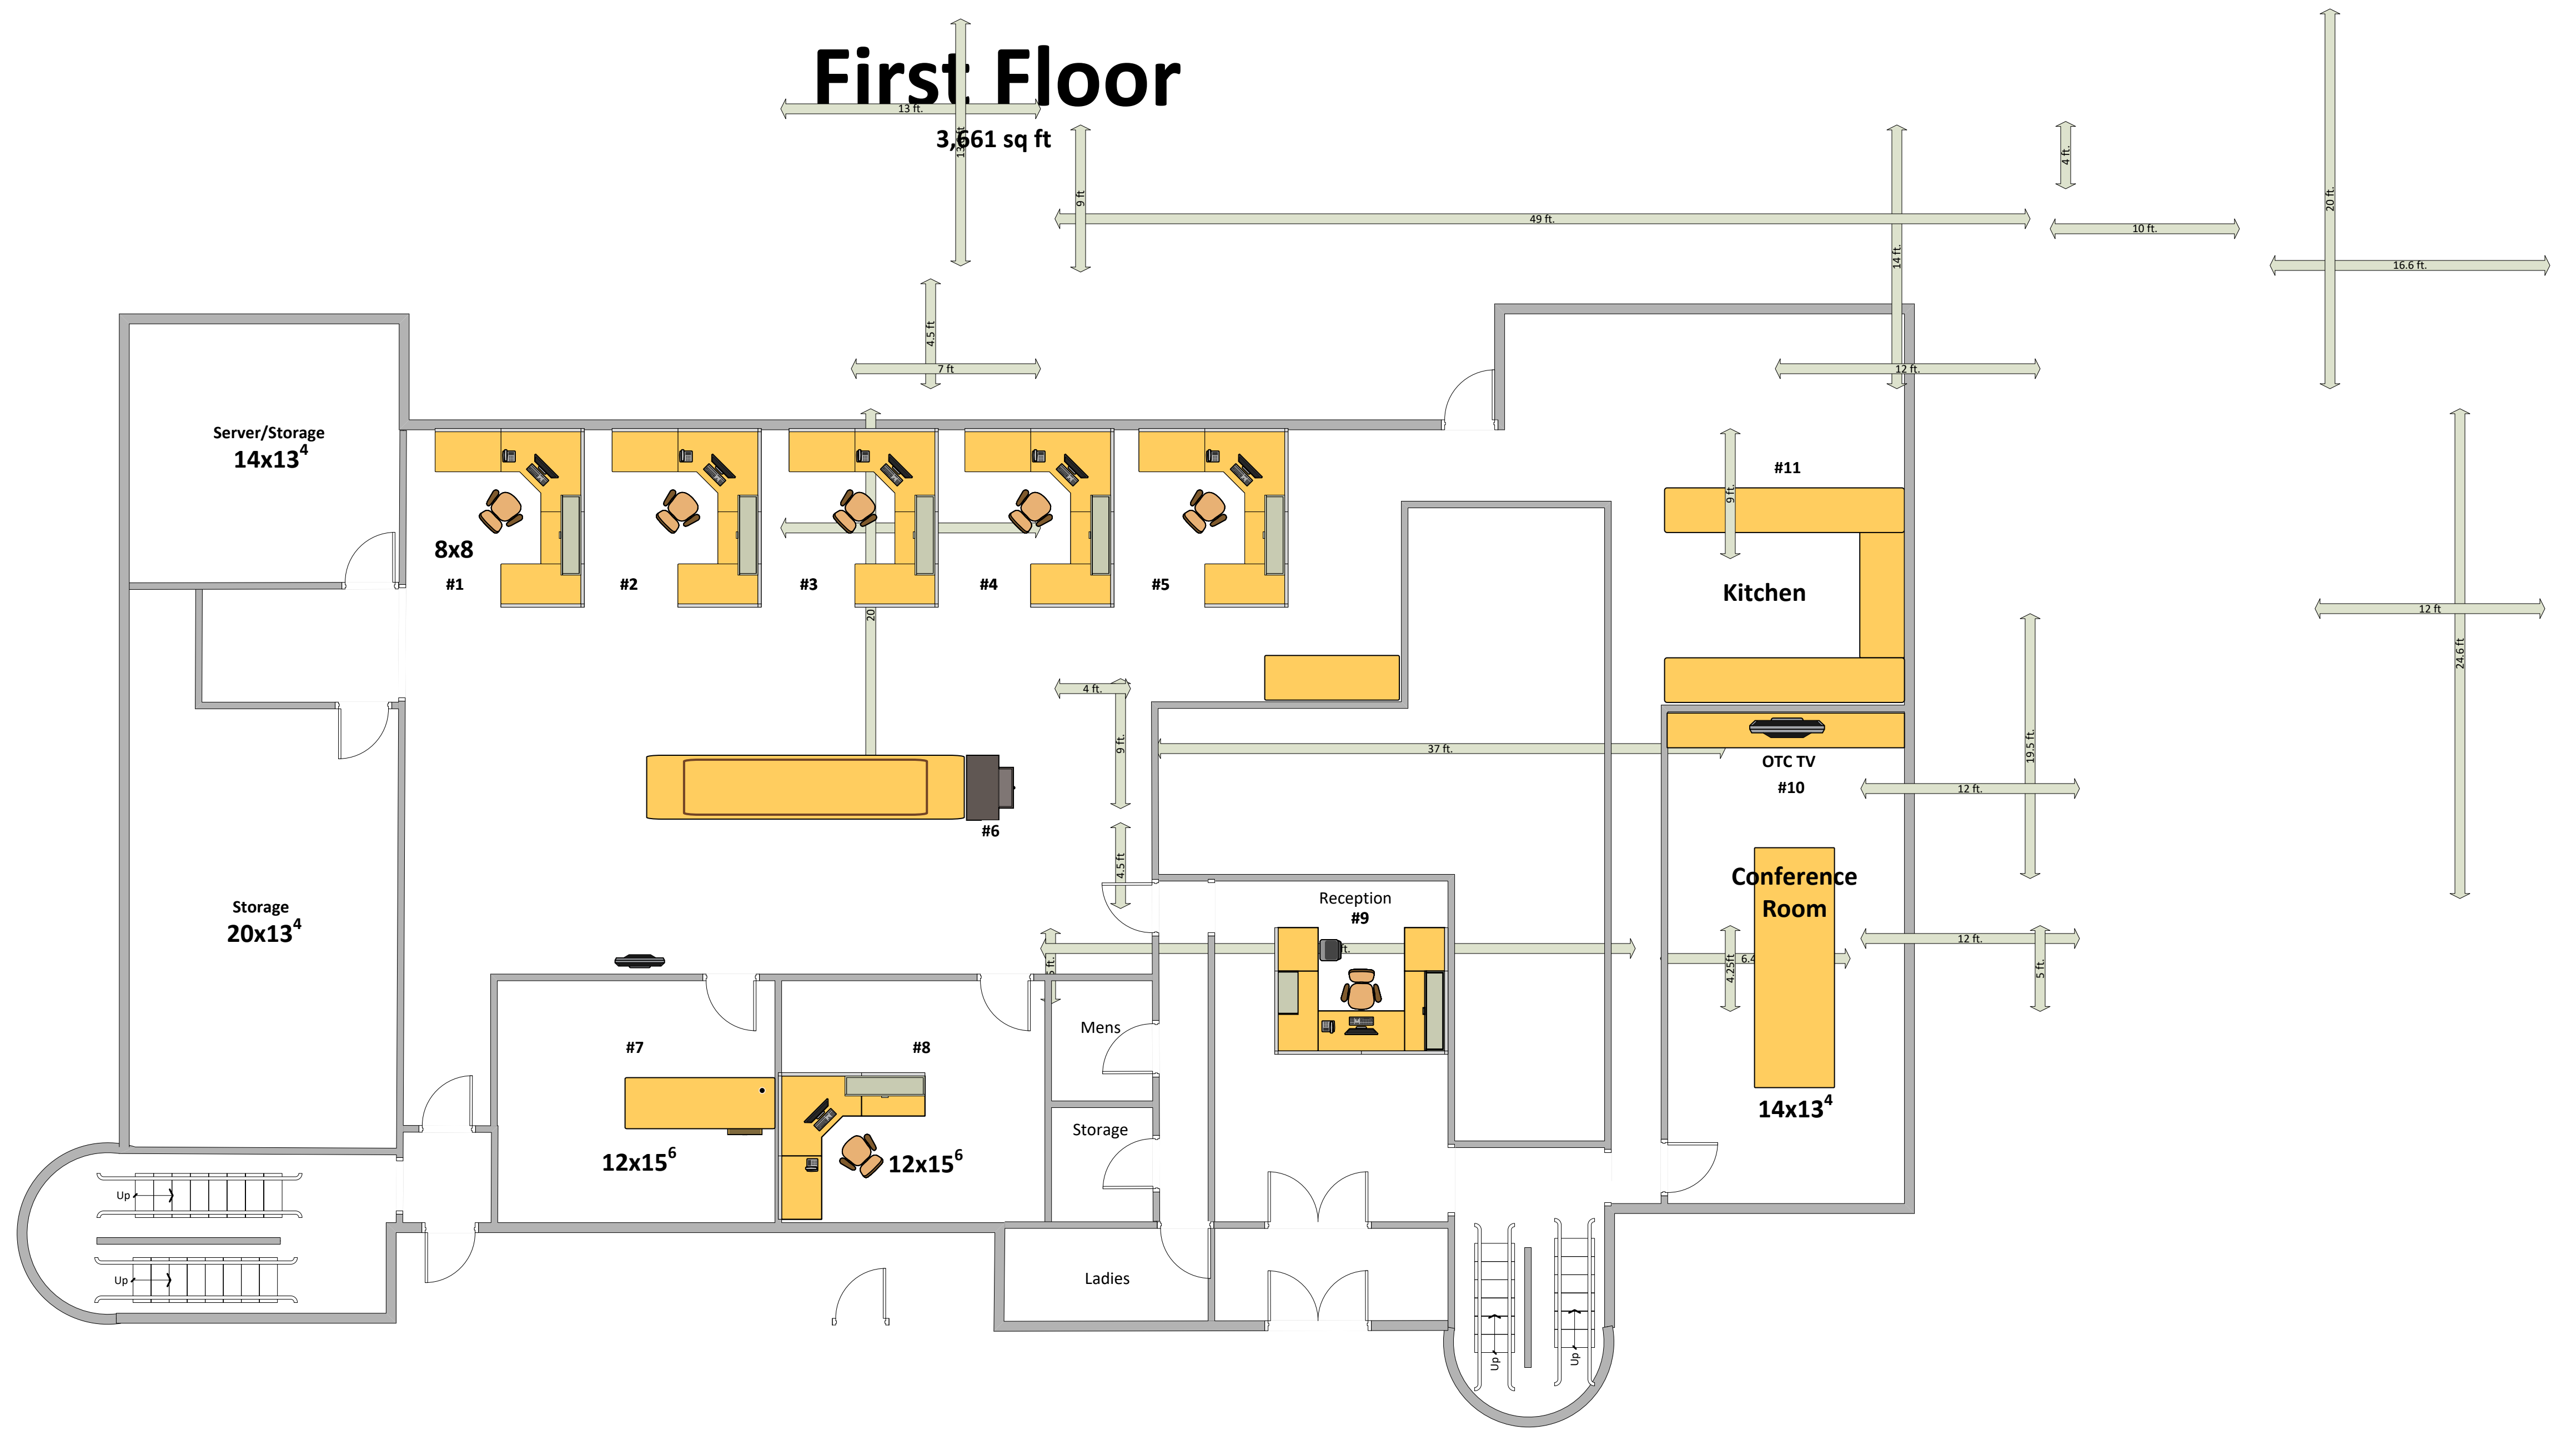 First Floor
13 ft.
3,661 sq ft
9 ft
49 ft.
14 ft.
4 ft.
10 ft.
20 ft.
16.6 ft.
4.5 ft
7 ft
12 ft.
Server/Storage
14x13⁴
8x8
#1
#2
#3
#4
#5
20
#11
9 ft.
Kitchen
12 ft
24.6 ft
4 ft.
9 ft.
37 ft.
19.5 ft.
OTC TV
#10
12 ft.
#6
4.5 ft
Conference
Room
Reception
#9
Storage
20x13⁴
ft.
12 ft.
6.4
4.25ft
5 ft.
Mens
#7
#8
14x13⁴
Storage
12x15⁶
12x15⁶
Up
Up
Ladies
Up
Up